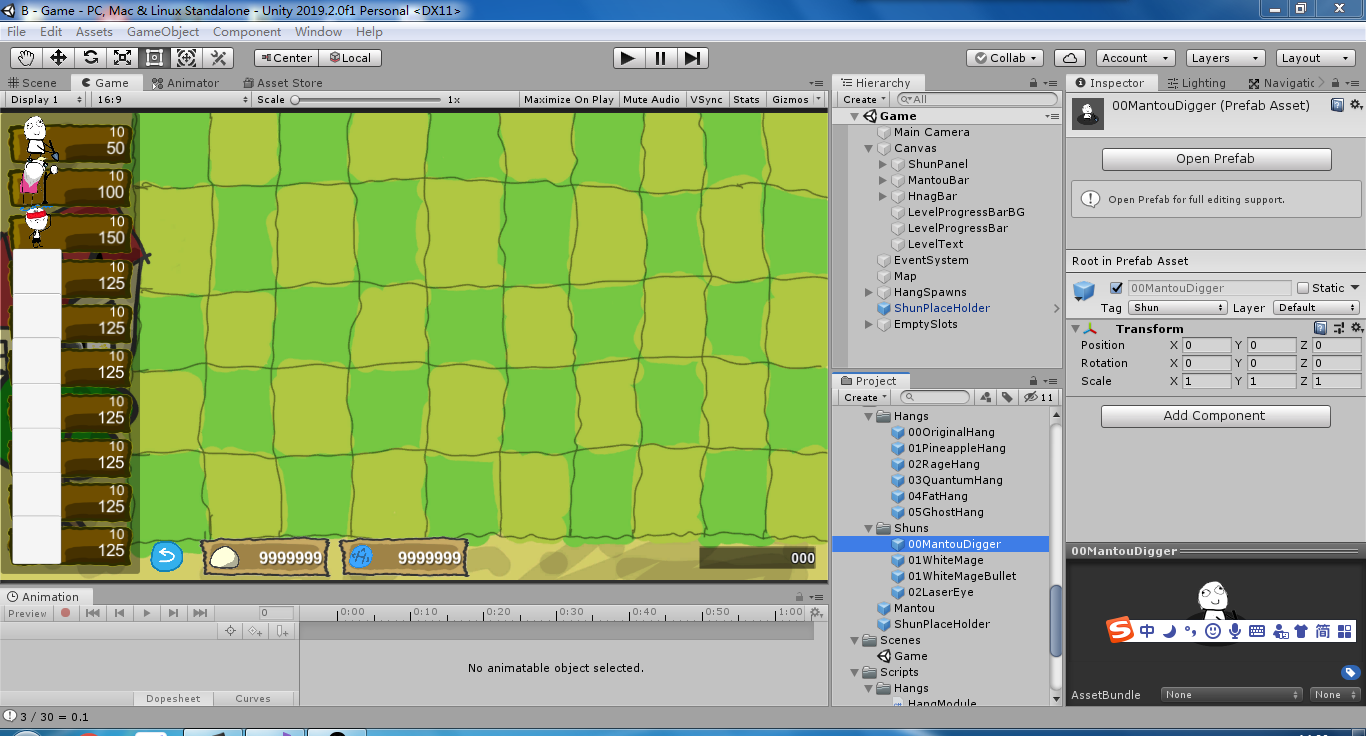 B - Game - PC, Mac & Linux Standalone - Unity 2019.2.0f1 Personal <DX11>
File Edit Assets GameObject Component Window Help
Center Local Collab Account Layers Layout
Scene Game Animator Asset Store
Display 1 16:9 Scale 1x Maximize On Play Mute Audio VSync Stats Gizmos
10
50
10
100
10
150
10
125
10
125
10
125
10
125
10
125
10
125
10
125
9999999 9999999 000
Animation
Preview 0 0:00 0:10 0:20 0:30 0:40 0:50 1:00
No animatable object selected.
Dopesheet Curves
3 / 30 = 0.1
Hierarchy
Create All
Game
Main Camera
Canvas
ShunPanel
MantouBar
HnagBar
LevelProgressBarBG
LevelProgressBar
LevelText
EventSystem
Map
HangSpawns
ShunPlaceHolder
EmptySlots
Project
Create 11
Hangs
00OriginalHang
01PineappleHang
02RageHang
03QuantumHang
04FatHang
05GhostHang
Shuns
00MantouDigger
01WhiteMage
01WhiteMageBullet
02LaserEye
Mantou
ShunPlaceHolder
Scenes
Game
Scripts
Hangs
HangModule
Inspector Lighting Navigatic
00MantouDigger (Prefab Asset)
Open Prefab
Open Prefab for full editing support.
Root in Prefab Asset
00MantouDigger Static
Tag Shun Layer Default
Transform
Position X 0 Y 0 Z 0
Rotation X 0 Y 0 Z 0
Scale X 1 Y 1 Z 1
Add Component
00MantouDigger
S 中 简
AssetBundle None None